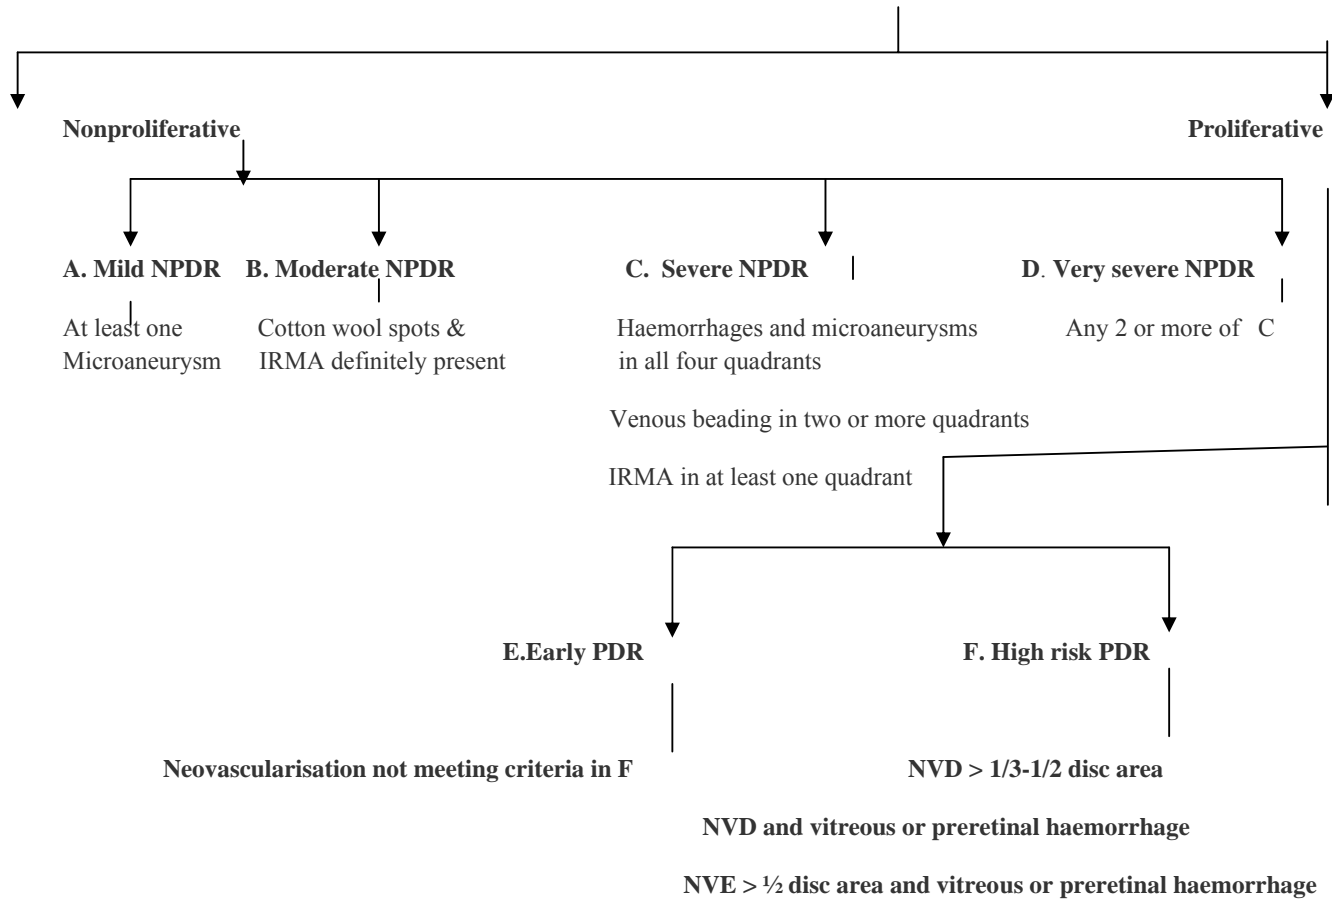 Nonproliferative Proliferative
A. Mild NPDR B. Moderate NPDR C. Severe NPDR D. Very severe NPDR
At least one
Microaneurysm
Cotton wool spots &
IRMA definitely present
Haemorrhages and microaneurysms
in all four quadrants
Venous beading in two or more quadrants
IRMA in at least one quadrant
Any 2 or more of C
E.Early PDR F. High risk PDR
Neovascularisation not meeting criteria in F
NVD > 1/3-1/2 disc area
NVD and vitreous or preretinal haemorrhage
NVE > ½ disc area and vitreous or preretinal haemorrhage